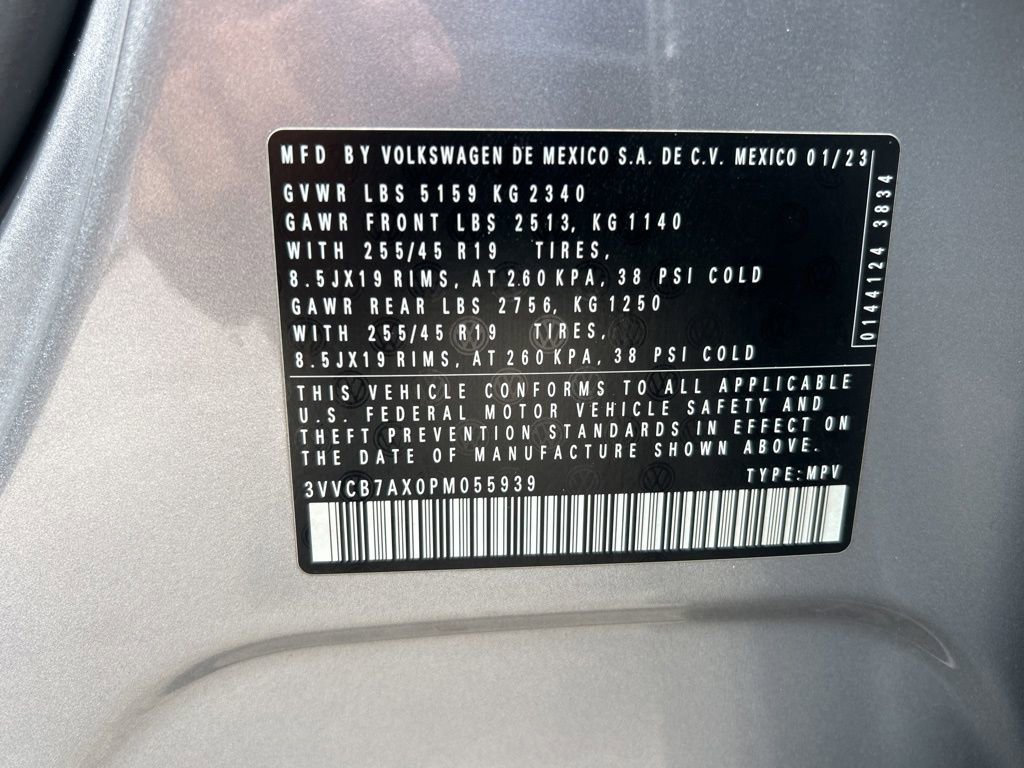 MFD BY VOLKSWAGEN DE MEXICO S.A. DE C.V. MEXICO 01/23
GVWR LBS 5159 KG 2340
GAWR FRONT LBS 2513, KG 1140
WITH 255/45 R19 TIRES,
8.5JX19 RIMS, AT 260 KPA, 38 PSI COLD
GAWR REAR LBS 2756, KG 1250
WITH 255/45 R19 TIRES,
8.5JX19 RIMS, AT 260 KPA, 38 PSI COLD
0144124 3834
THIS VEHICLE CONFORMS TO ALL APPLICABLE
U.S. FEDERAL MOTOR VEHICLE SAFETY AND
THEFT PREVENTION STANDARDS IN EFFECT ON
THE DATE OF MANUFACTURE SHOWN ABOVE.
3VVCB7AX0PM055939 TYPE:MPV